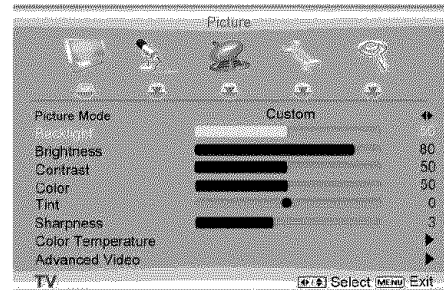 Picture
Picture Mode Custom
Backlight 50
Brightness 80
Contrast 50
Color 50
Tint 0
Sharpness 3
Color Temperature
Advanced Video
TV Select MENU Exit